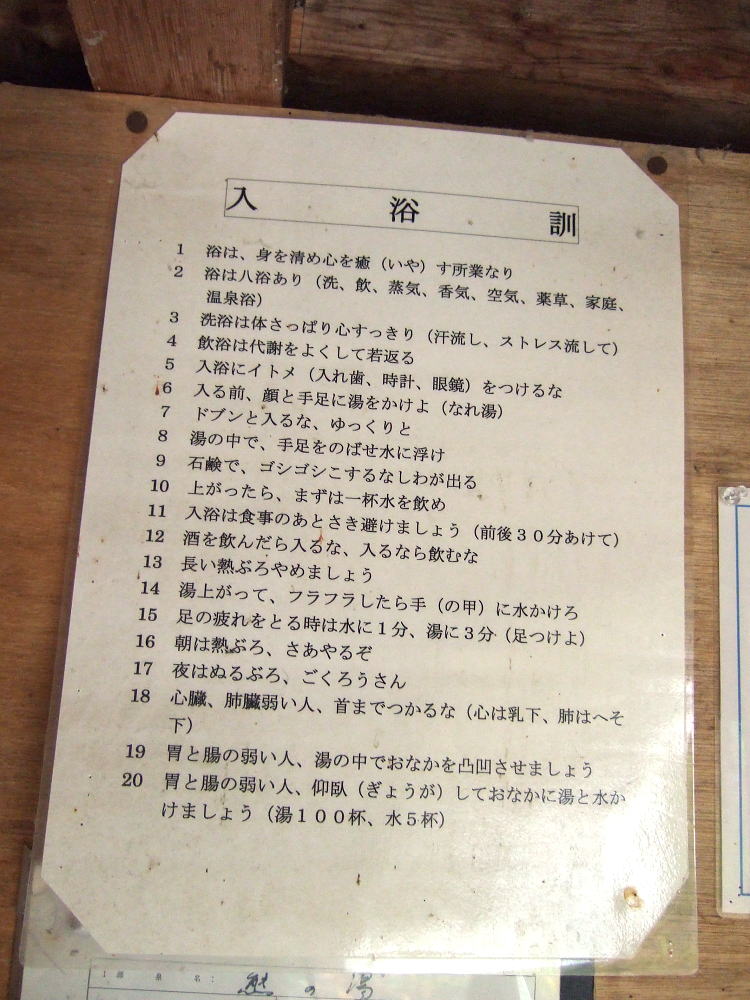 入浴訓
1 浴は、身を清め心を癒（いや）す所業なり
2 浴は八浴あり（洗、飲、蒸気、香気、空気、薬草、家庭、
温泉浴）
3 洗浴は体さっぱり心すっきり（汗流し、ストレス流して）
4 飲浴は代謝をよくして若返る
5 入浴にイトメ（入れ歯、時計、眼鏡）をつけるな
6 入る前、顔と手足に湯をかけよ（なれ湯）
7 ドブンと入るな、ゆっくりと
8 湯の中で、手足をのばせ水に浮け
9 石鹸で、ゴシゴシこするなしわが出る
10 上がったら、まずは一杯水を飲め
11 入浴は食事のあとさき避けましょう（前後３０分あけて）
12 酒を飲んだら入るな、入るなら飲むな
13 長い熱ぶろやめましょう
14 湯上がって、フラフラしたら手（の甲）に水かけろ
15 足の疲れをとる時は水に１分、湯に３分（足つけよ）
16 朝は熱ぶろ、さあやるぞ
17 夜はぬるぶろ、ごくろうさん
18 心臓、肺臓弱い人、首までつかるな（心は乳下、肺はへそ
下）
19 胃と腸の弱い人、湯の中でおなかを凸凹させましょう
20 胃と腸の弱い人、仰臥（ぎょうが）しておなかに湯と水か
けましょう（湯１００杯、水５杯）
1 源泉名： 熊の湯